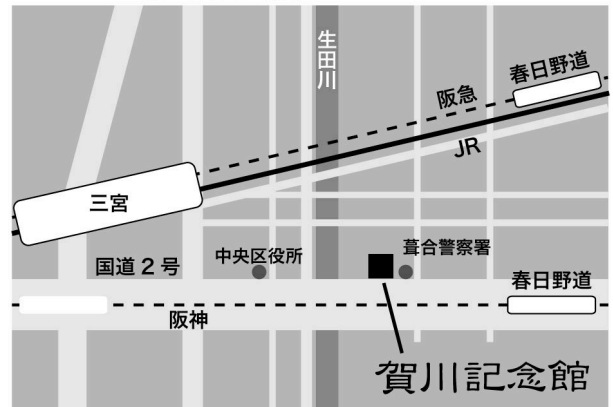 生田川
春日野道
阪急
JR
三宮
国道2号
中央区役所
葺合警察署
春日野道
阪神
賀川記念館